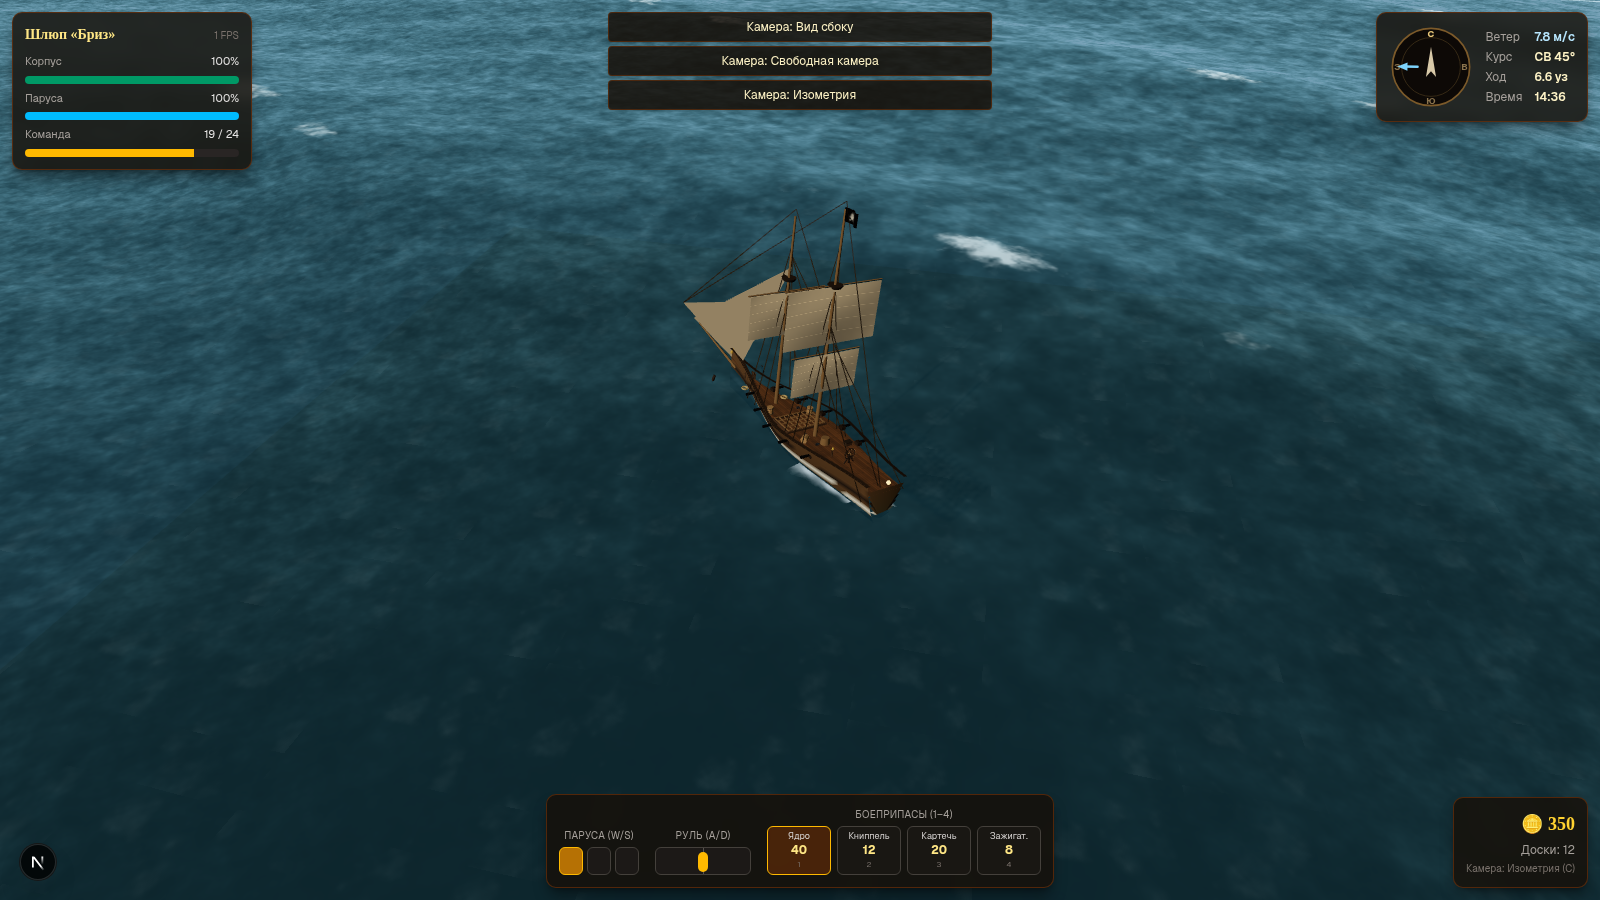 Шлюп «Бриз» 1 FPS
Корпус 100%
Паруса 100%
Команда 19 / 24
Камера: Вид сбоку
Камера: Свободная камера
Камера: Изометрия
С
З В
Ю
Ветер 7.8 м/с
Курс СВ 45°
Ход 6.6 уз
Время 14:36
ПАРУСА (W/S)
РУЛЬ (A/D)
БОЕПРИПАСЫ (1–4)
Ядро
40
1
Книппель
12
2
Картечь
20
3
Зажигат.
8
4
350
Доски: 12
Камера: Изометрия (C)
N